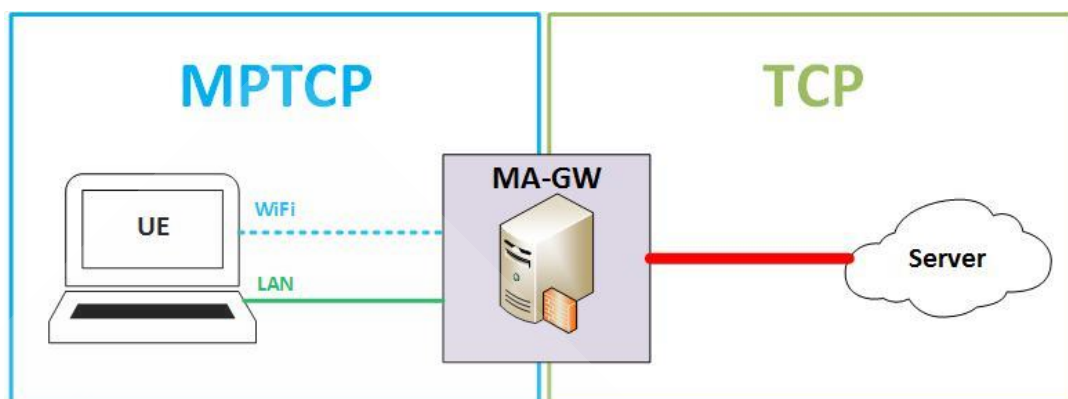 MPTCP
TCP
MA-GW
UE
WiFi
LAN
Server